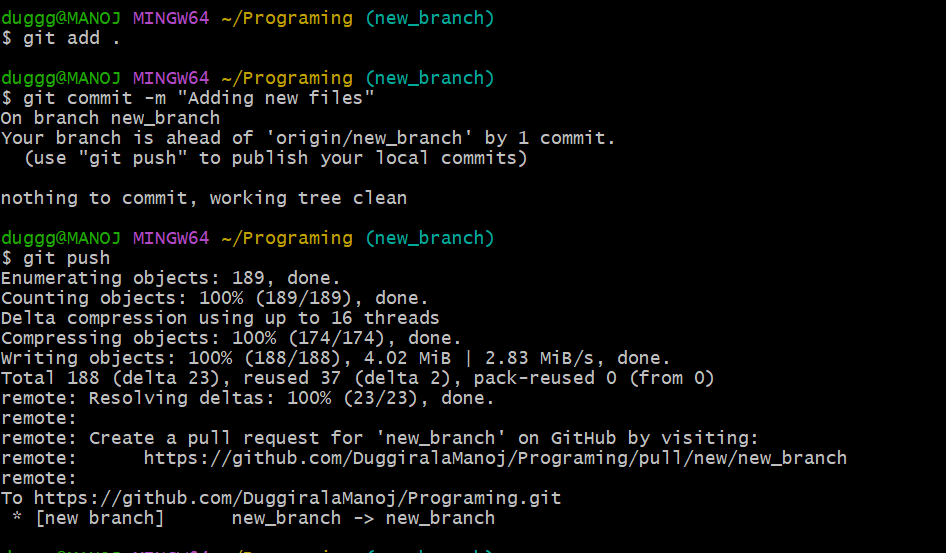 duggg@MANOJ MINGW64 ~/Programing (new_branch)
$ git add .
duggg@MANOJ MINGW64 ~/Programing (new_branch)
$ git commit -m "Adding new files"
On branch new_branch
Your branch is ahead of 'origin/new_branch' by 1 commit.
  (use "git push" to publish your local commits)
nothing to commit, working tree clean
duggg@MANOJ MINGW64 ~/Programing (new_branch)
$ git push
Enumerating objects: 189, done.
Counting objects: 100% (189/189), done.
Delta compression using up to 16 threads
Compressing objects: 100% (174/174), done.
Writing objects: 100% (188/188), 4.02 MiB | 2.83 MiB/s, done.
Total 188 (delta 23), reused 37 (delta 2), pack-reused 0 (from 0)
remote: Resolving deltas: 100% (23/23), done.
remote:
remote: Create a pull request for 'new_branch' on GitHub by visiting:
remote:      https://github.com/DuggiralaManoj/Programing/pull/new/new_branch
remote:
To https://github.com/DuggiralaManoj/Programing.git
 * [new branch]      new_branch -> new_branch